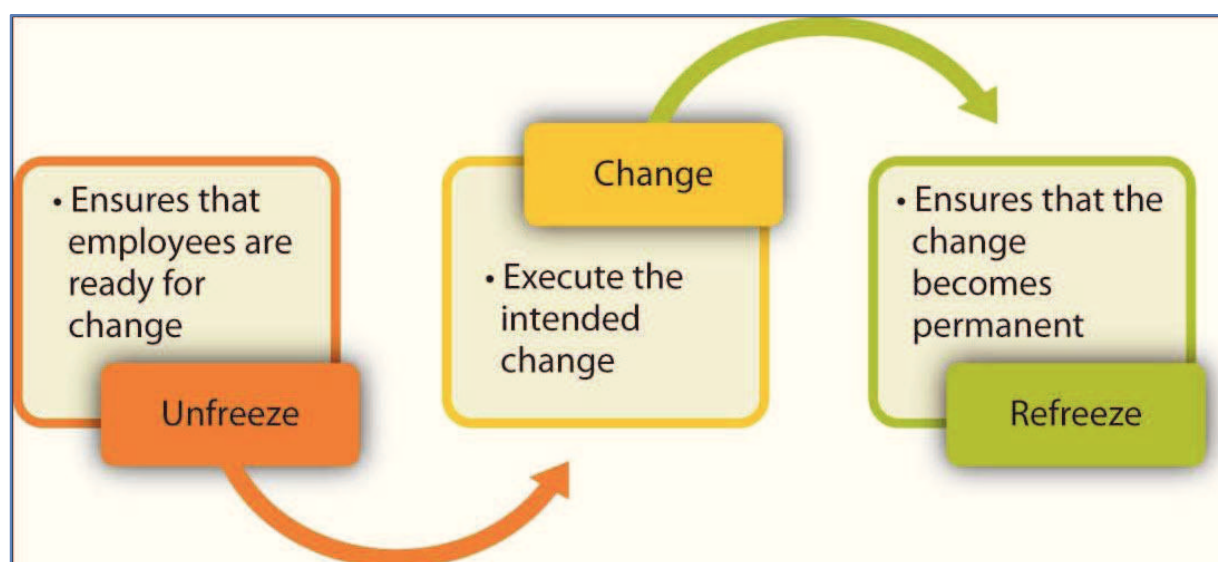 • Ensures that
employees are
ready for
change
Unfreeze
Change
• Execute the
intended
change
• Ensures that the
change
becomes
permanent
Refreeze